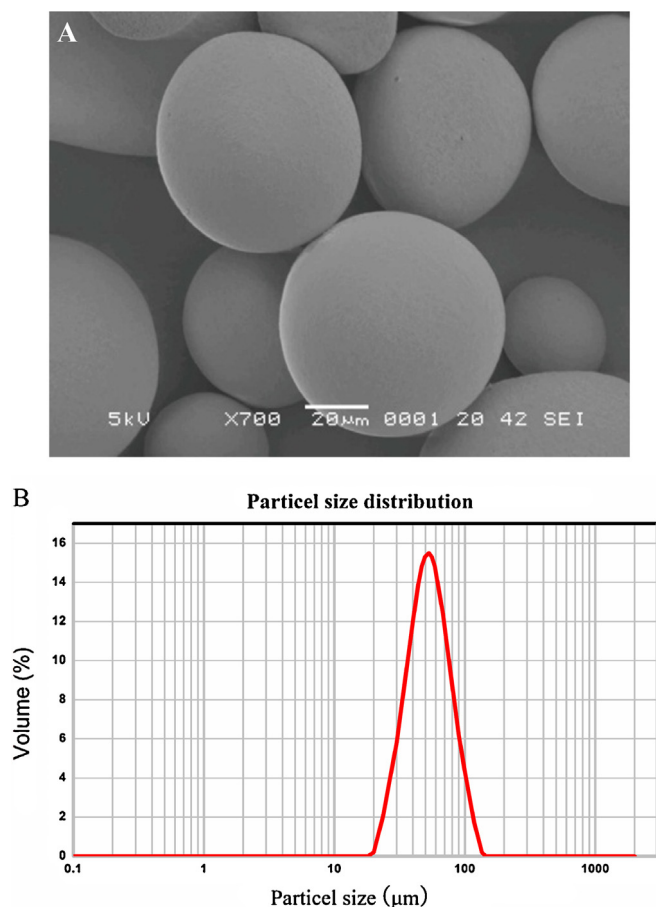 A
5kV X700 20μm 0001 20 42 SEI
B
Particel size distribution
Volume (%)
16
14
12
10
8
6
4
2
0
0.1 1 10 100 1000
Particel size (μm)